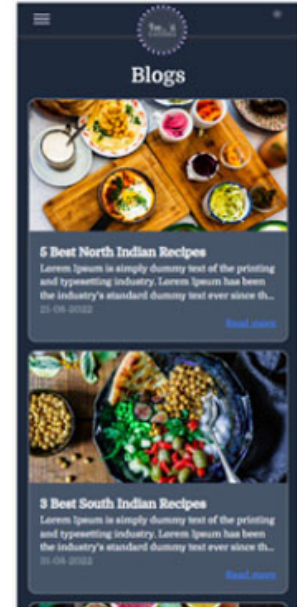 Blogs
5 Best North Indian Recipes
Lorem Ipsum is simply dummy text of the printing
and typesetting industry. Lorem Ipsum has been
the industry's standard dummy text ever since th...
21-08-2022
Read more
3 Best South Indian Recipes
Lorem Ipsum is simply dummy text of the printing
and typesetting industry. Lorem Ipsum has been
the industry's standard dummy text ever since th...
31-08-2022
Read more